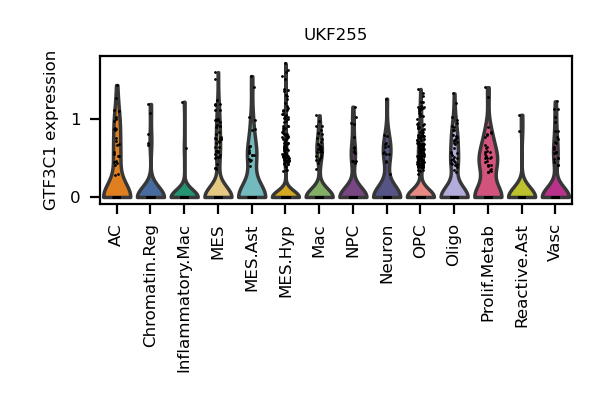 UKF255
GTF3C1 expression
1
0
AC
Chromatin.Reg
Inflammatory.Mac
MES
MES.Ast
MES.Hyp
Mac
NPC
Neuron
OPC
Oligo
Prolif.Metab
Reactive.Ast
Vasc